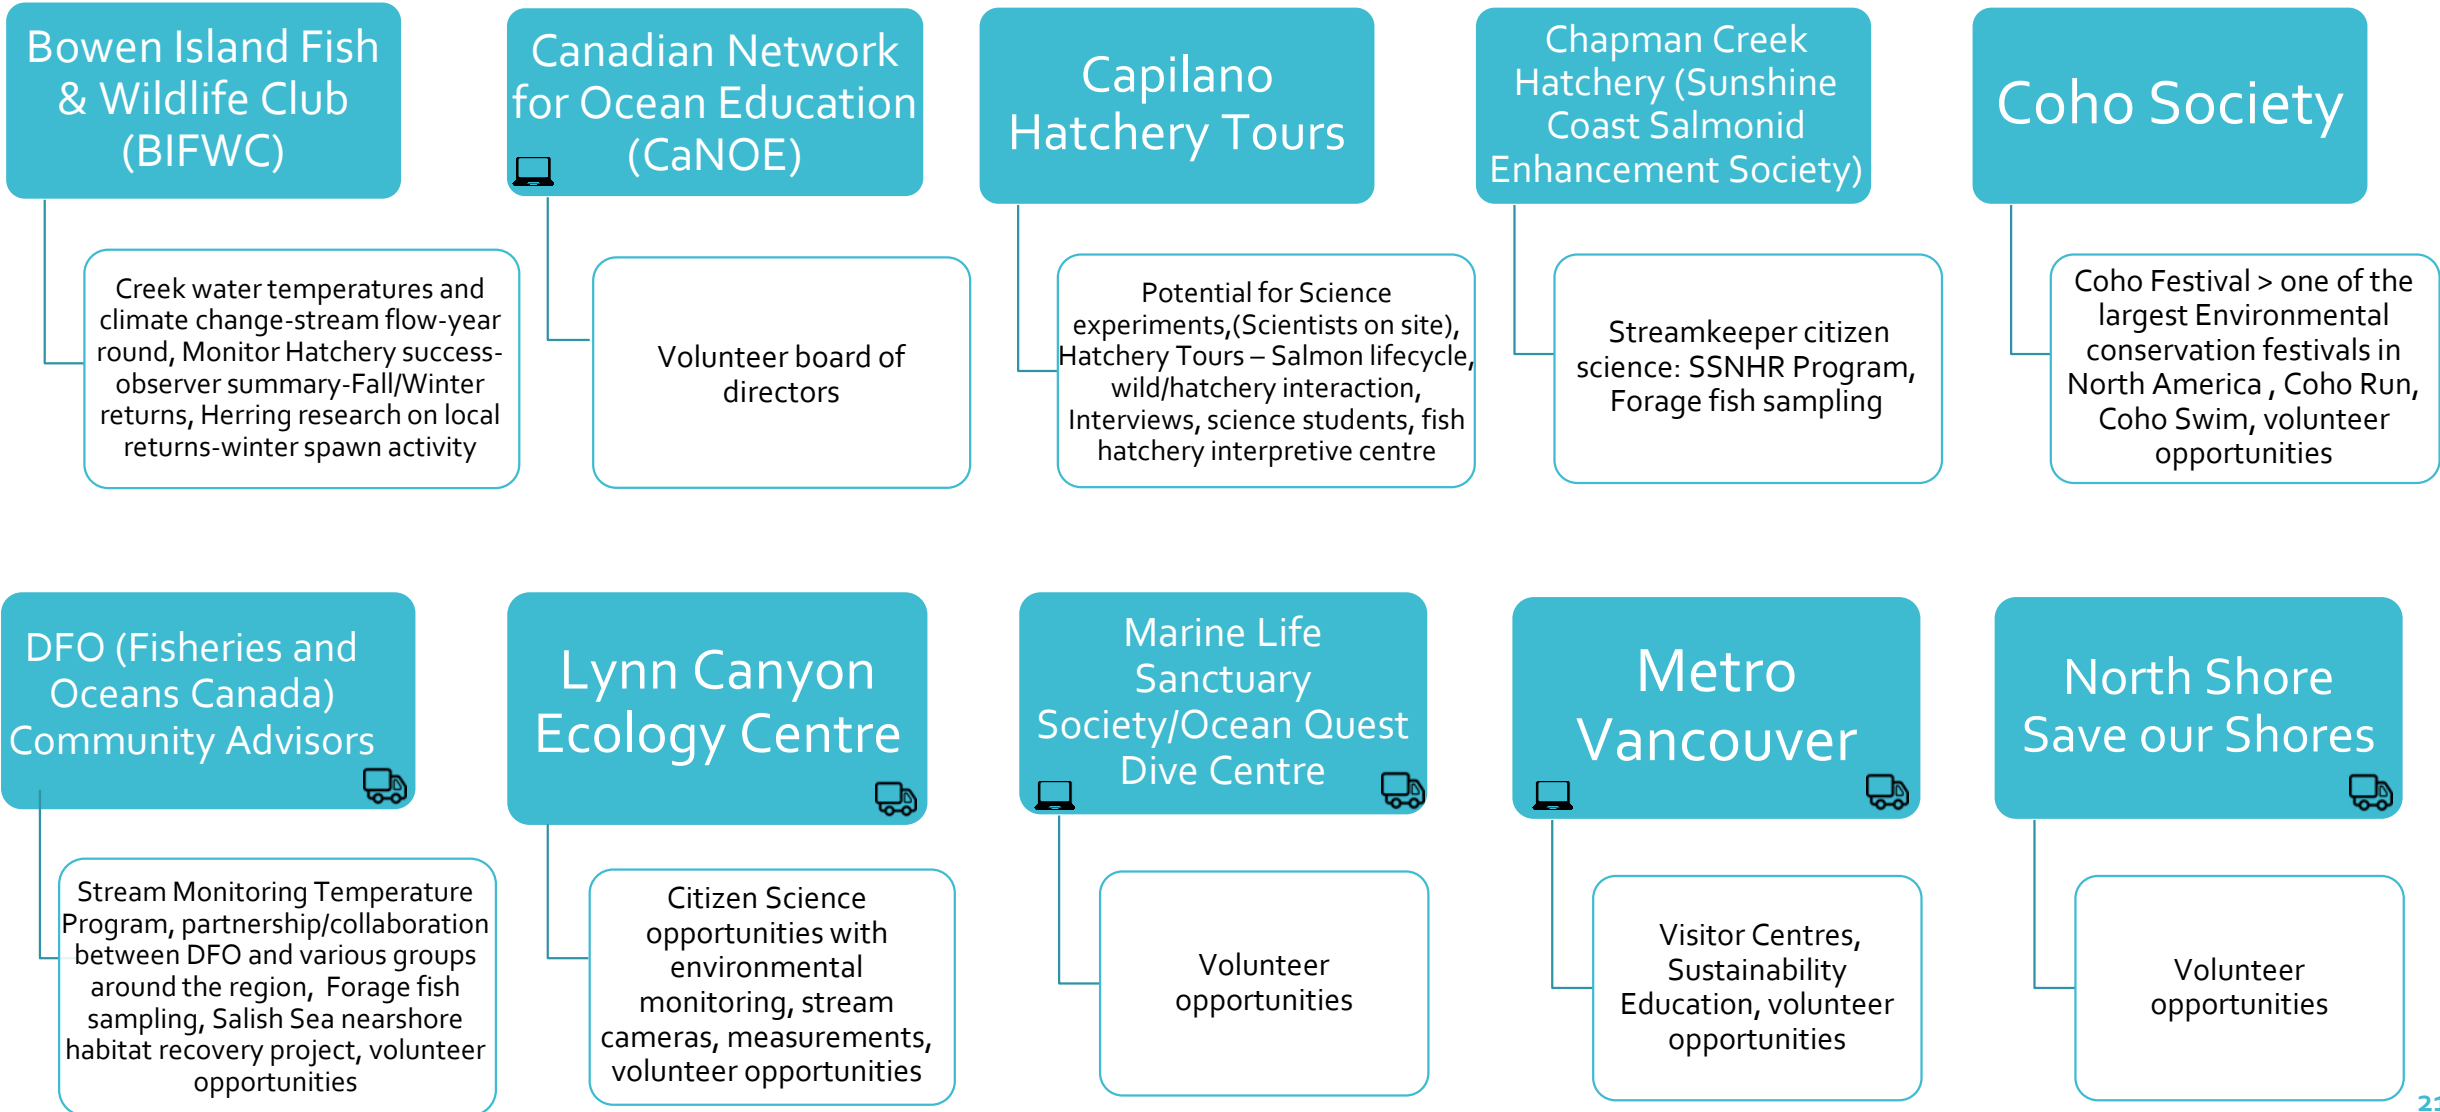 Bowen Island Fish
& Wildlife Club
(BIFWC)
Creek water temperatures and
climate change-stream flow-year
round, Monitor Hatchery success-
observer summary-Fall/Winter
returns, Herring research on local
returns-winter spawn activity
Canadian Network
for Ocean Education
(CaNOE)
Volunteer board of
directors
Capilano
Hatchery Tours
Potential for Science
experiments,(Scientists on site),
Hatchery Tours – Salmon lifecycle,
wild/hatchery interaction,
Interviews, science students, fish
hatchery interpretive centre
Chapman Creek
Hatchery (Sunshine
Coast Salmonid
Enhancement Society)
Streamkeeper citizen
science: SSNHR Program,
Forage fish sampling
Coho Society
Coho Festival > one of the
largest Environmental
conservation festivals in
North America , Coho Run,
Coho Swim, volunteer
opportunities
DFO (Fisheries and
Oceans Canada)
Community Advisors
Stream Monitoring Temperature
Program, partnership/collaboration
between DFO and various groups
around the region, Forage fish
sampling, Salish Sea nearshore
habitat recovery project, volunteer
opportunities
Lynn Canyon
Ecology Centre
Citizen Science
opportunities with
environmental
monitoring, stream
cameras, measurements,
volunteer opportunities
Marine Life
Sanctuary
Society/Ocean Quest
Dive Centre
Volunteer
opportunities
Metro
Vancouver
Visitor Centres,
Sustainability
Education, volunteer
opportunities
North Shore
Save our Shores
Volunteer
opportunities
21